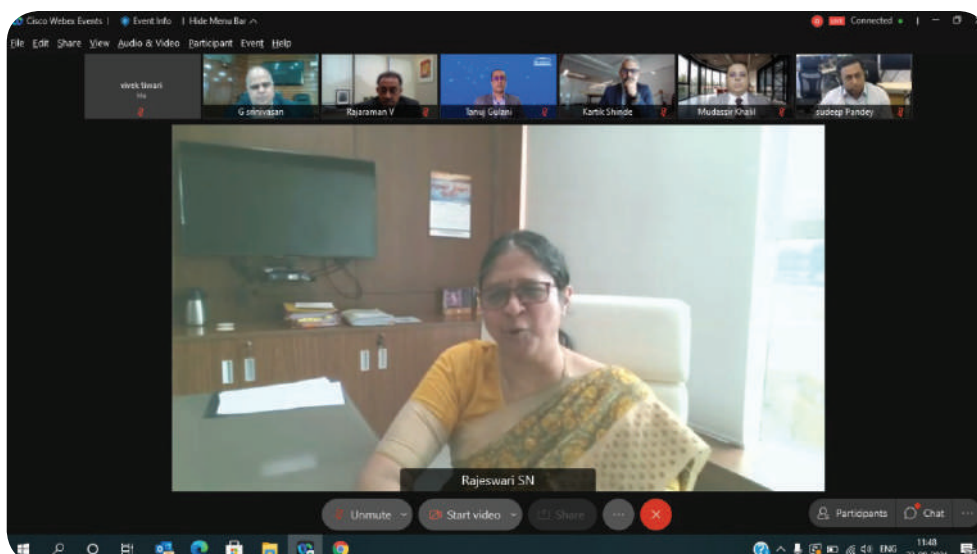 Cisco Webex Events | Event Info | Hide Menu Bar
LIVE Connected
File Edit Share View Audio & Video Participant Event Help
vivek tiwari
Me
G srinivasan
Rajaraman V
Tanuj Gulani
Kartik Shinde
Mudassir Khalil
sudeep Pandey
Rajeswari SN
Unmute
Start video
Share
Participants
Chat
ENG
11:48